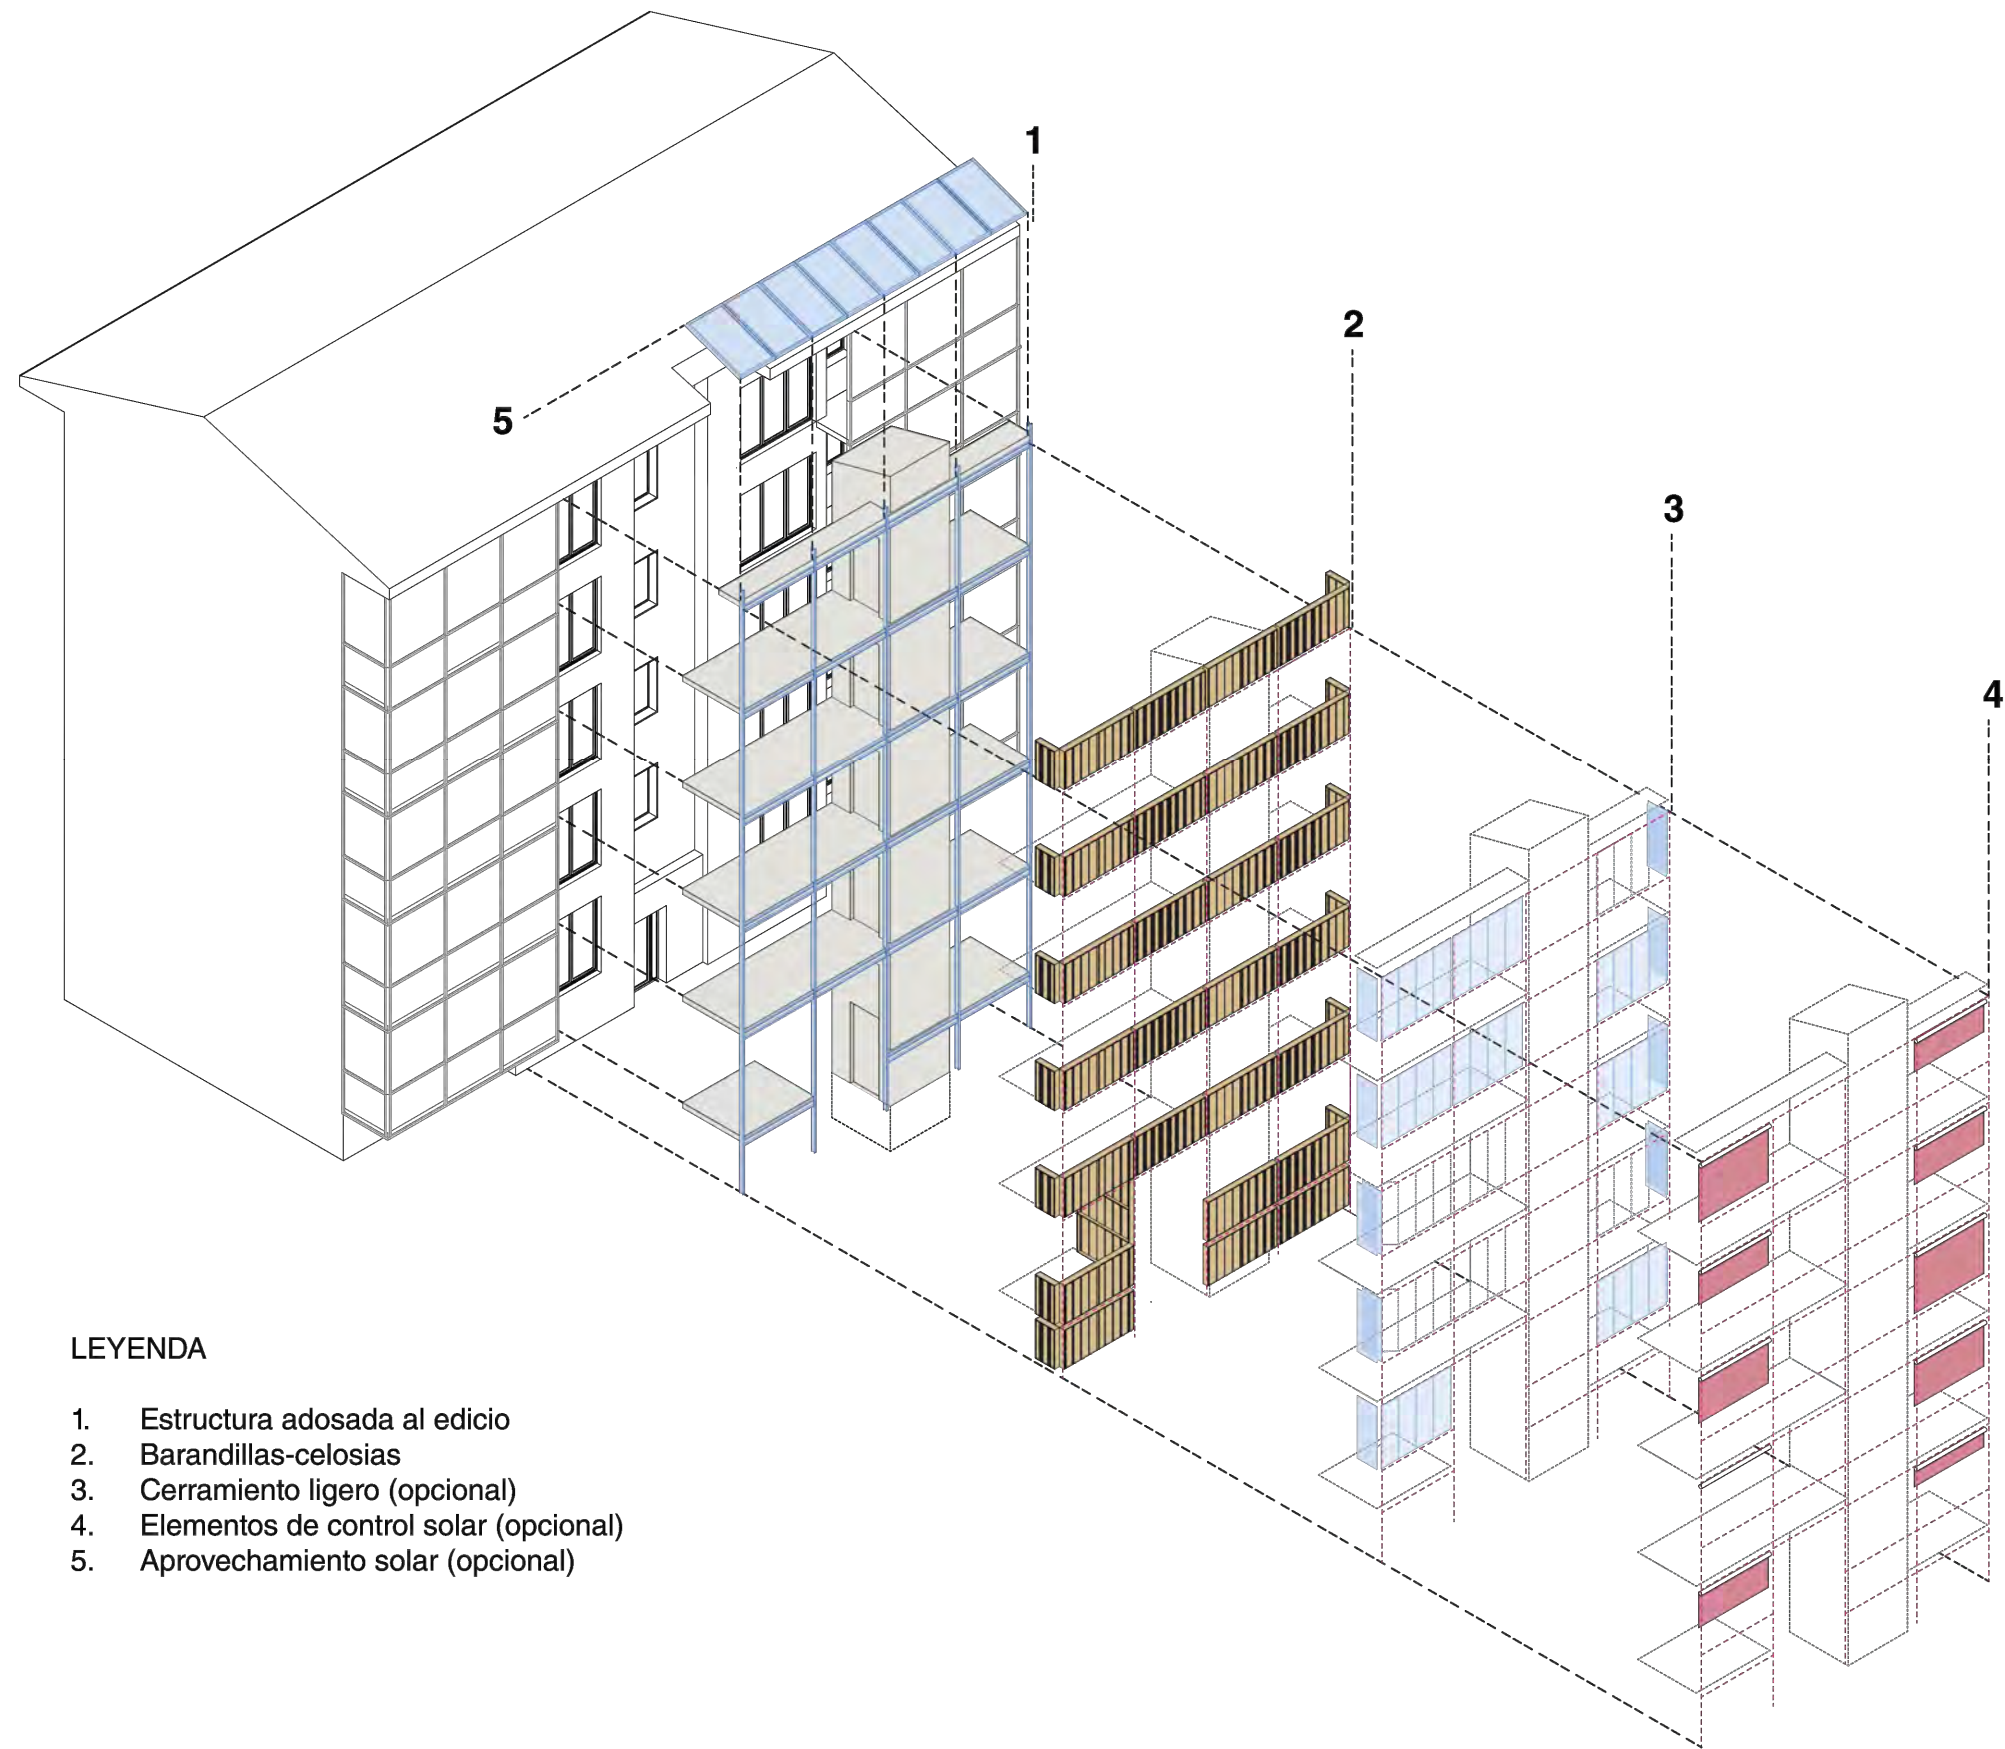 1
2
3
4
5
LEYENDA
1. Estructura adosada al edicio
2. Barandillas-celosias
3. Cerramiento ligero (opcional)
4. Elementos de control solar (opcional)
5. Aprovechamiento solar (opcional)